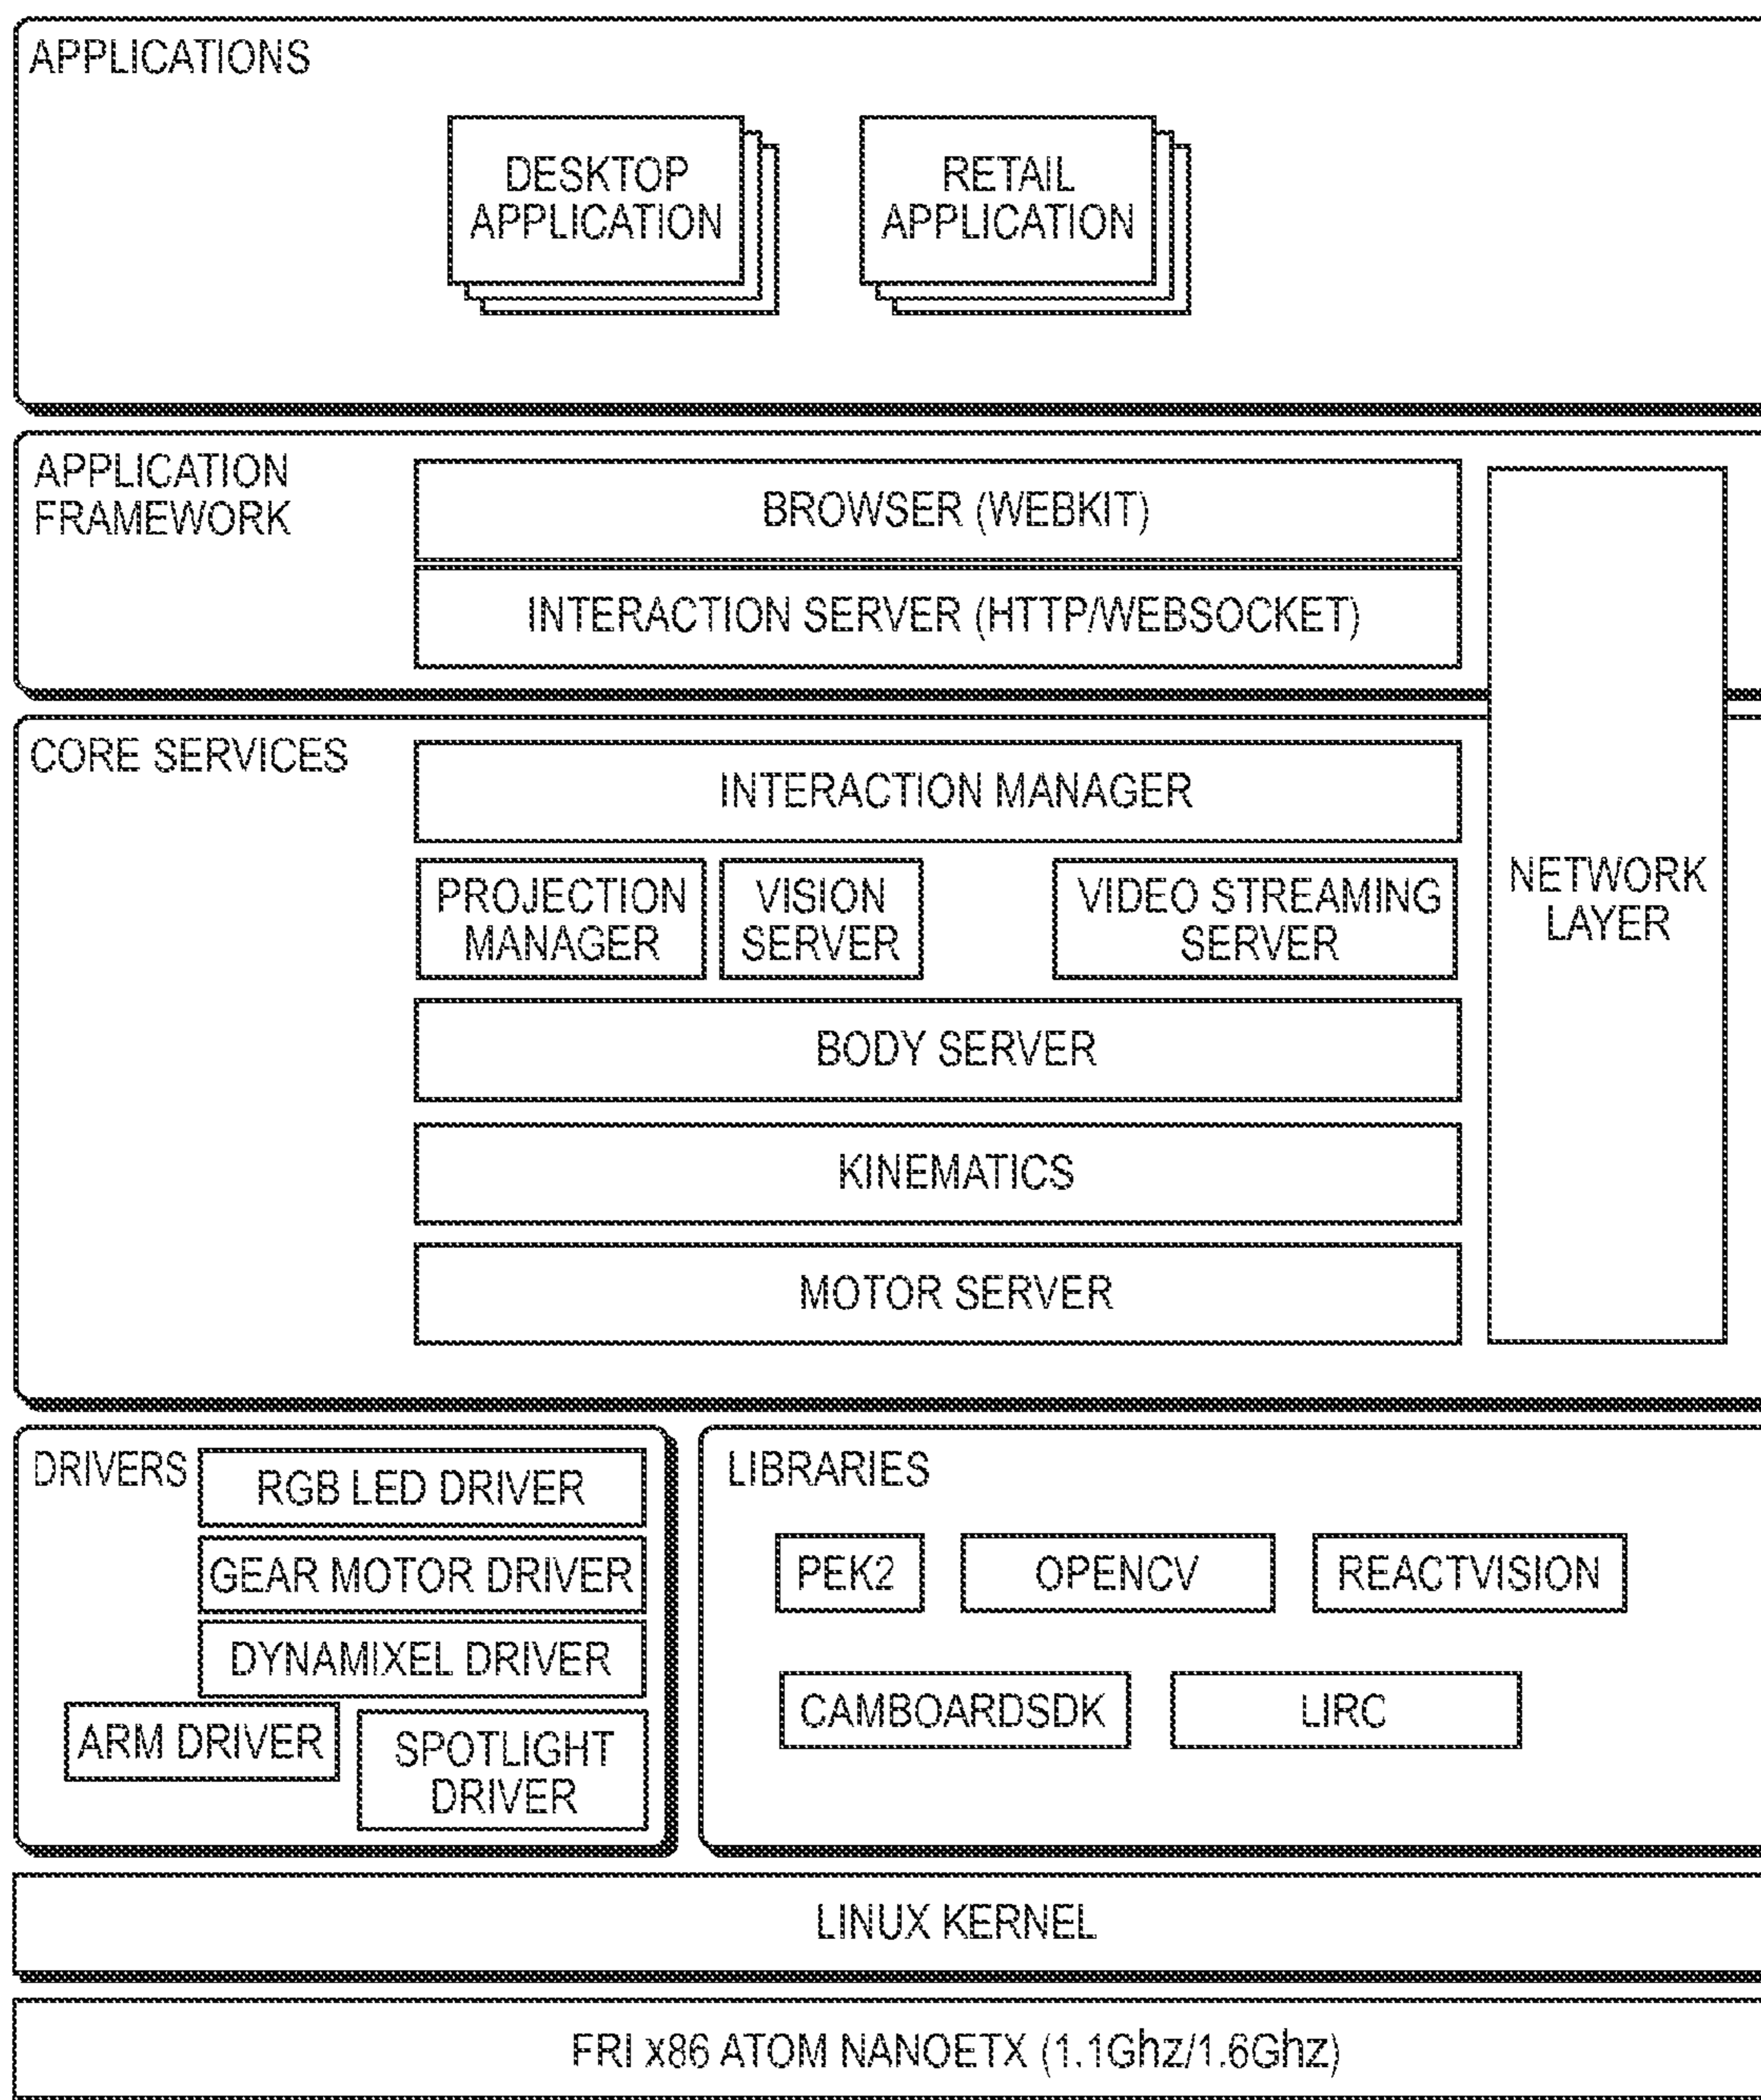 APPLICATIONS
DESKTOP
APPLICATION
RETAIL
APPLICATION
APPLICATION
FRAMEWORK
BROWSER (WEBKIT)
INTERACTION SERVER (HTTP/WEBSOCKET)
CORE SERVICES
INTERACTION MANAGER
PROJECTION
MANAGER
VISION
SERVER
VIDEO STREAMING
SERVER
NETWORK
LAYER
BODY SERVER
KINEMATICS
MOTOR SERVER
DRIVERS
RGB LED DRIVER
GEAR MOTOR DRIVER
DYNAMIXEL DRIVER
ARM DRIVER
SPOTLIGHT
DRIVER
LIBRARIES
PEK2
OPENCV
REACTVISION
CAMBOARDSDK
LIRC
LINUX KERNEL
FRI x86 ATOM NANOETX (1.1Ghz/1.6Ghz)